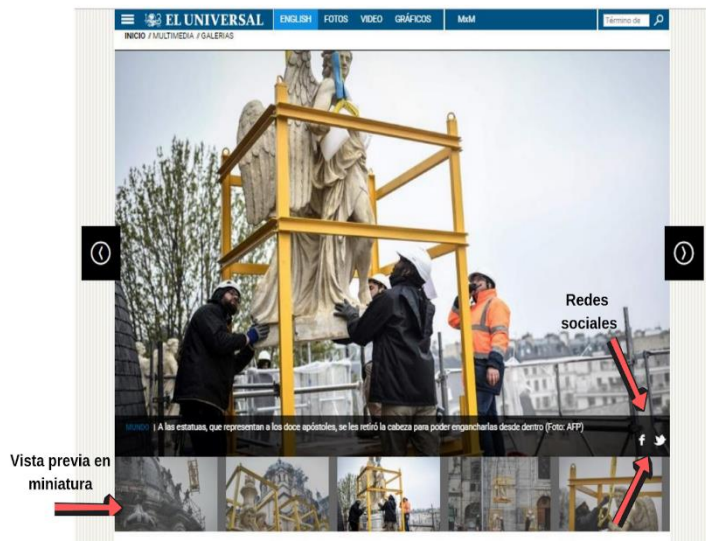 EL UNIVERSAL ENGLISH FOTOS VIDEO GRÁFICOS MxM Término de
INICIO / MULTIMEDIA / GALERIAS
Redes
sociales
MUNDO | A las estatuas, que representan a los doce apóstoles, se les retiró la cabeza para poder engancharlas desde dentro (Foto: AFP)
Vista previa en
miniatura